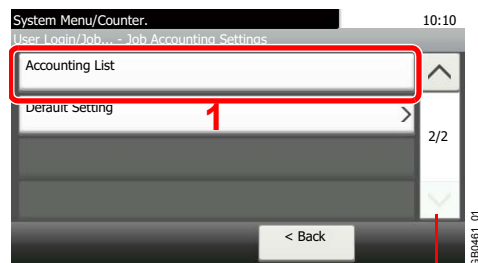 System Menu/Counter.
10:10
User Login/Job... - Job Accounting Settings
Accounting List
Default Setting
1
2/2
< Back
GB0461_01